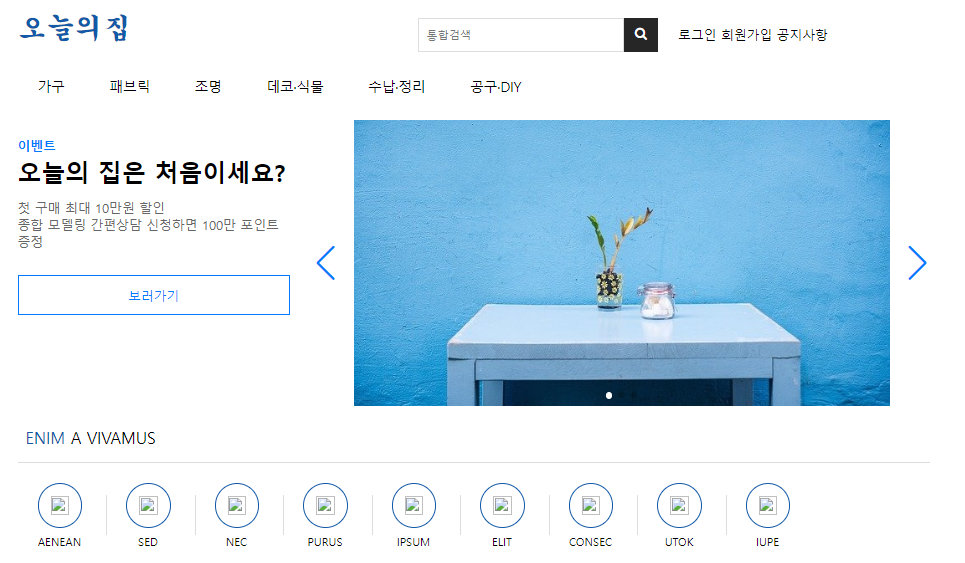 오늘의집
통합검색
로그인 회원가입 공지사항
가구 패브릭 조명 데코·식물 수납·정리 공구·DIY
이벤트
오늘의 집은 처음이세요?
첫 구매 최대 10만원 할인
종합 모델링 간편상담 신청하면 100만 포인트
증정
보러가기
ENIM A VIVAMUS
AENEAN SED NEC PURUS IPSUM ELIT CONSEC UTOK IUPE